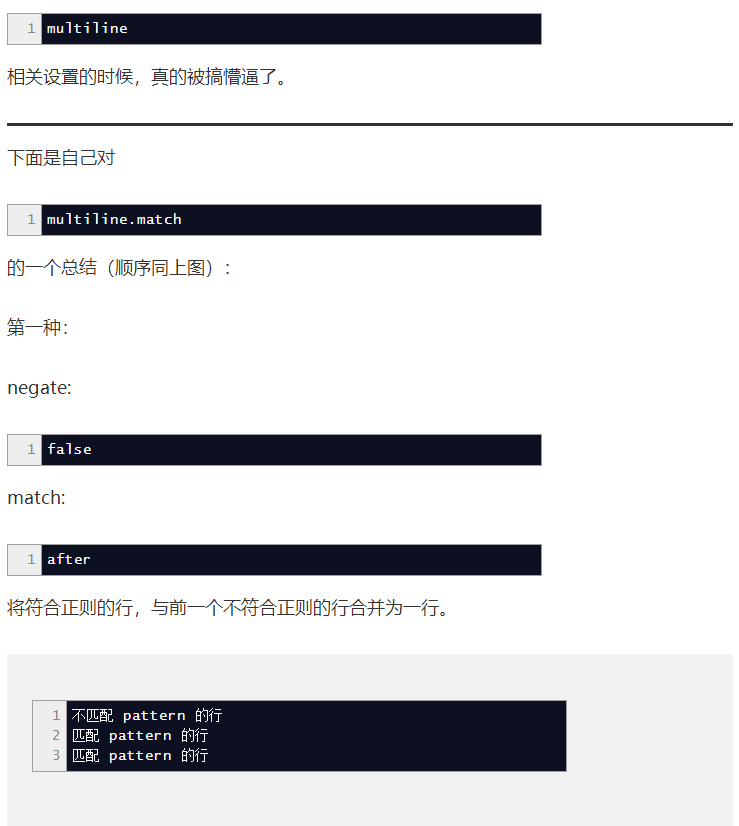 1 multiline
相关设置的时候，真的被搞懵逼了。
下面是自己对
1 multiline.match
的一个总结（顺序同上图）：
第一种：
negate:
1 false
match:
1 after
将符合正则的行，与前一个不符合正则的行合并为一行。
1 不匹配 pattern 的行
2 匹配 pattern 的行
3 匹配 pattern 的行